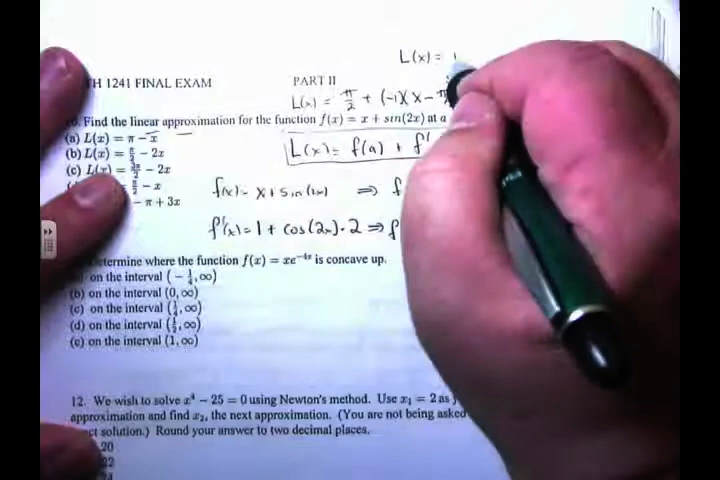 L(x) =
TH 1241 FINAL EXAM
PART II
L(x) = π/2 + (-1)(x - π
Find the linear approximation for the function f(x) = x + sin(2x) at a
(a) L(x) = π - x
(b) L(x) = π/2 - 2x
(c) L(x) = 3π/2 - 2x
π/2 - x
- π + 3x
L(x) = f(a) + f'
f(x) = x + sin(2x) ⇒ f
f'(x) = 1 + cos(2x) · 2 ⇒ f
etermine where the function f(x) = xe^{-4x} is concave up.
on the interval (-1/4, ∞)
(b) on the interval (0, ∞)
(c) on the interval (1/4, ∞)
(d) on the interval (1/2, ∞)
(e) on the interval (1, ∞)
12. We wish to solve x^4 - 25 = 0 using Newton's method. Use x_1 = 2 as
approximation and find x_2, the next approximation. (You are not being asked
ct solution.) Round your answer to two decimal places.
20
22
24